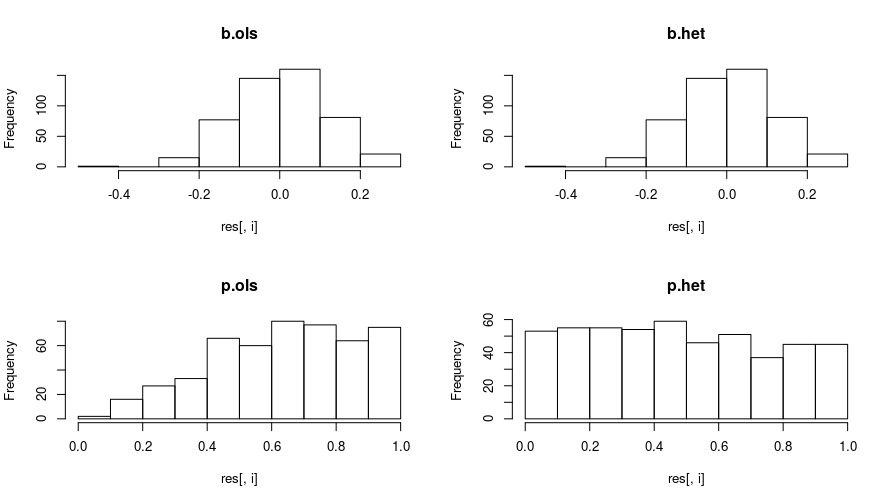 b.ols
b.het
Frequency
0 50 100
-0.4 -0.2 0.0 0.2
res[, i]
Frequency
0 50 100
-0.4 -0.2 0.0 0.2
res[, i]
p.ols
p.het
Frequency
0 20 60
0.0 0.2 0.4 0.6 0.8 1.0
res[, i]
Frequency
0 20 40 60
0.0 0.2 0.4 0.6 0.8 1.0
res[, i]